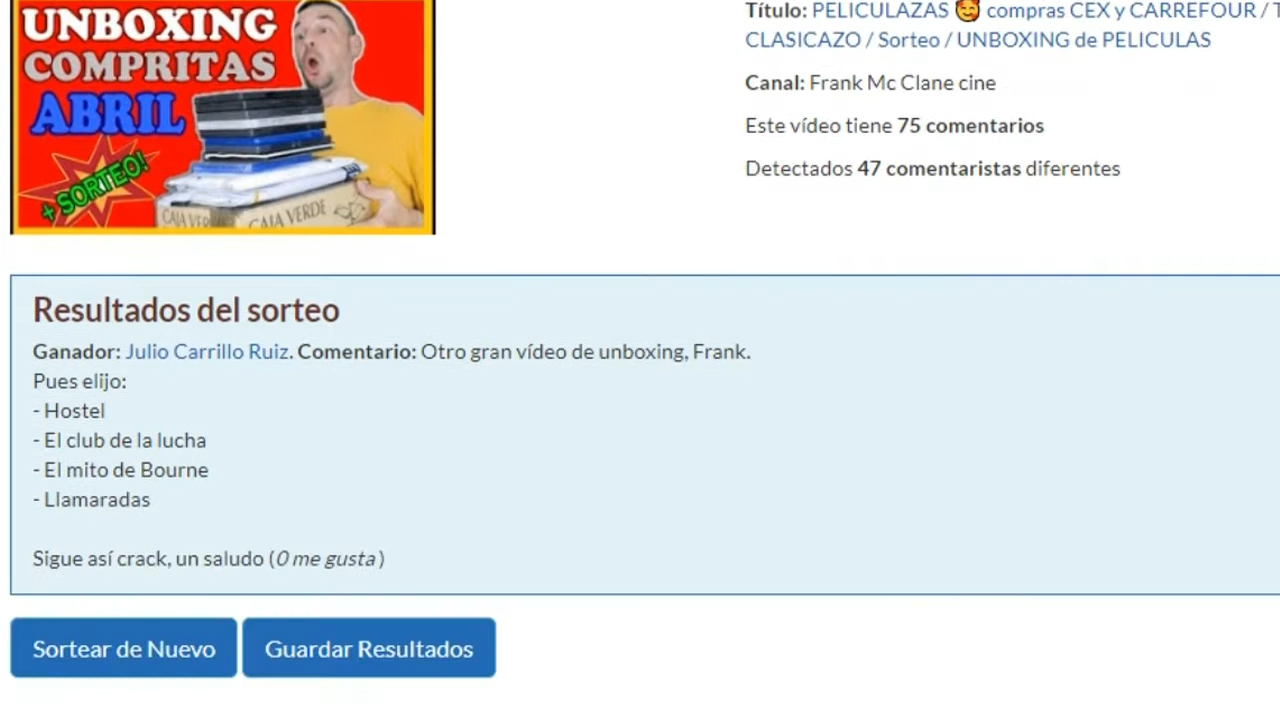 UNBOXING
COMPRITAS
ABRIL
+ SORTEO!
CAJA VERDE
CAJA VERDE
Título: PELICULAZAS 🥰 compras CEX y CARREFOUR /
CLASICAZO / Sorteo / UNBOXING de PELICULAS
Canal: Frank Mc Clane cine
Este vídeo tiene 75 comentarios
Detectados 47 comentaristas diferentes
Resultados del sorteo
Ganador: Julio Carrillo Ruiz. Comentario: Otro gran vídeo de unboxing, Frank.
Pues elijo:
- Hostel
- El club de la lucha
- El mito de Bourne
- Llamaradas
Sigue así crack, un saludo (0 me gusta )
Sortear de Nuevo
Guardar Resultados